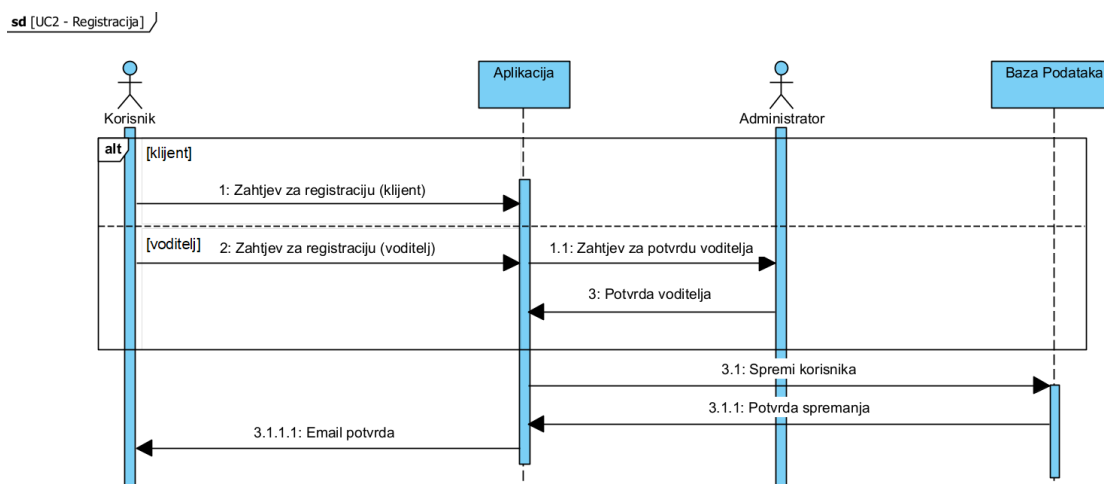 sd [UC2 - Registracija]
Korisnik
Aplikacija
Administrator
Baza Podataka
alt
[klijent]
1: Zahtjev za registraciju (klijent)
[voditelj]
2: Zahtjev za registraciju (voditelj)
1.1: Zahtjev za potvrdu voditelja
3: Potvrda voditelja
3.1: Spremi korisnika
3.1.1: Potvrda spremanja
3.1.1.1: Email potvrda